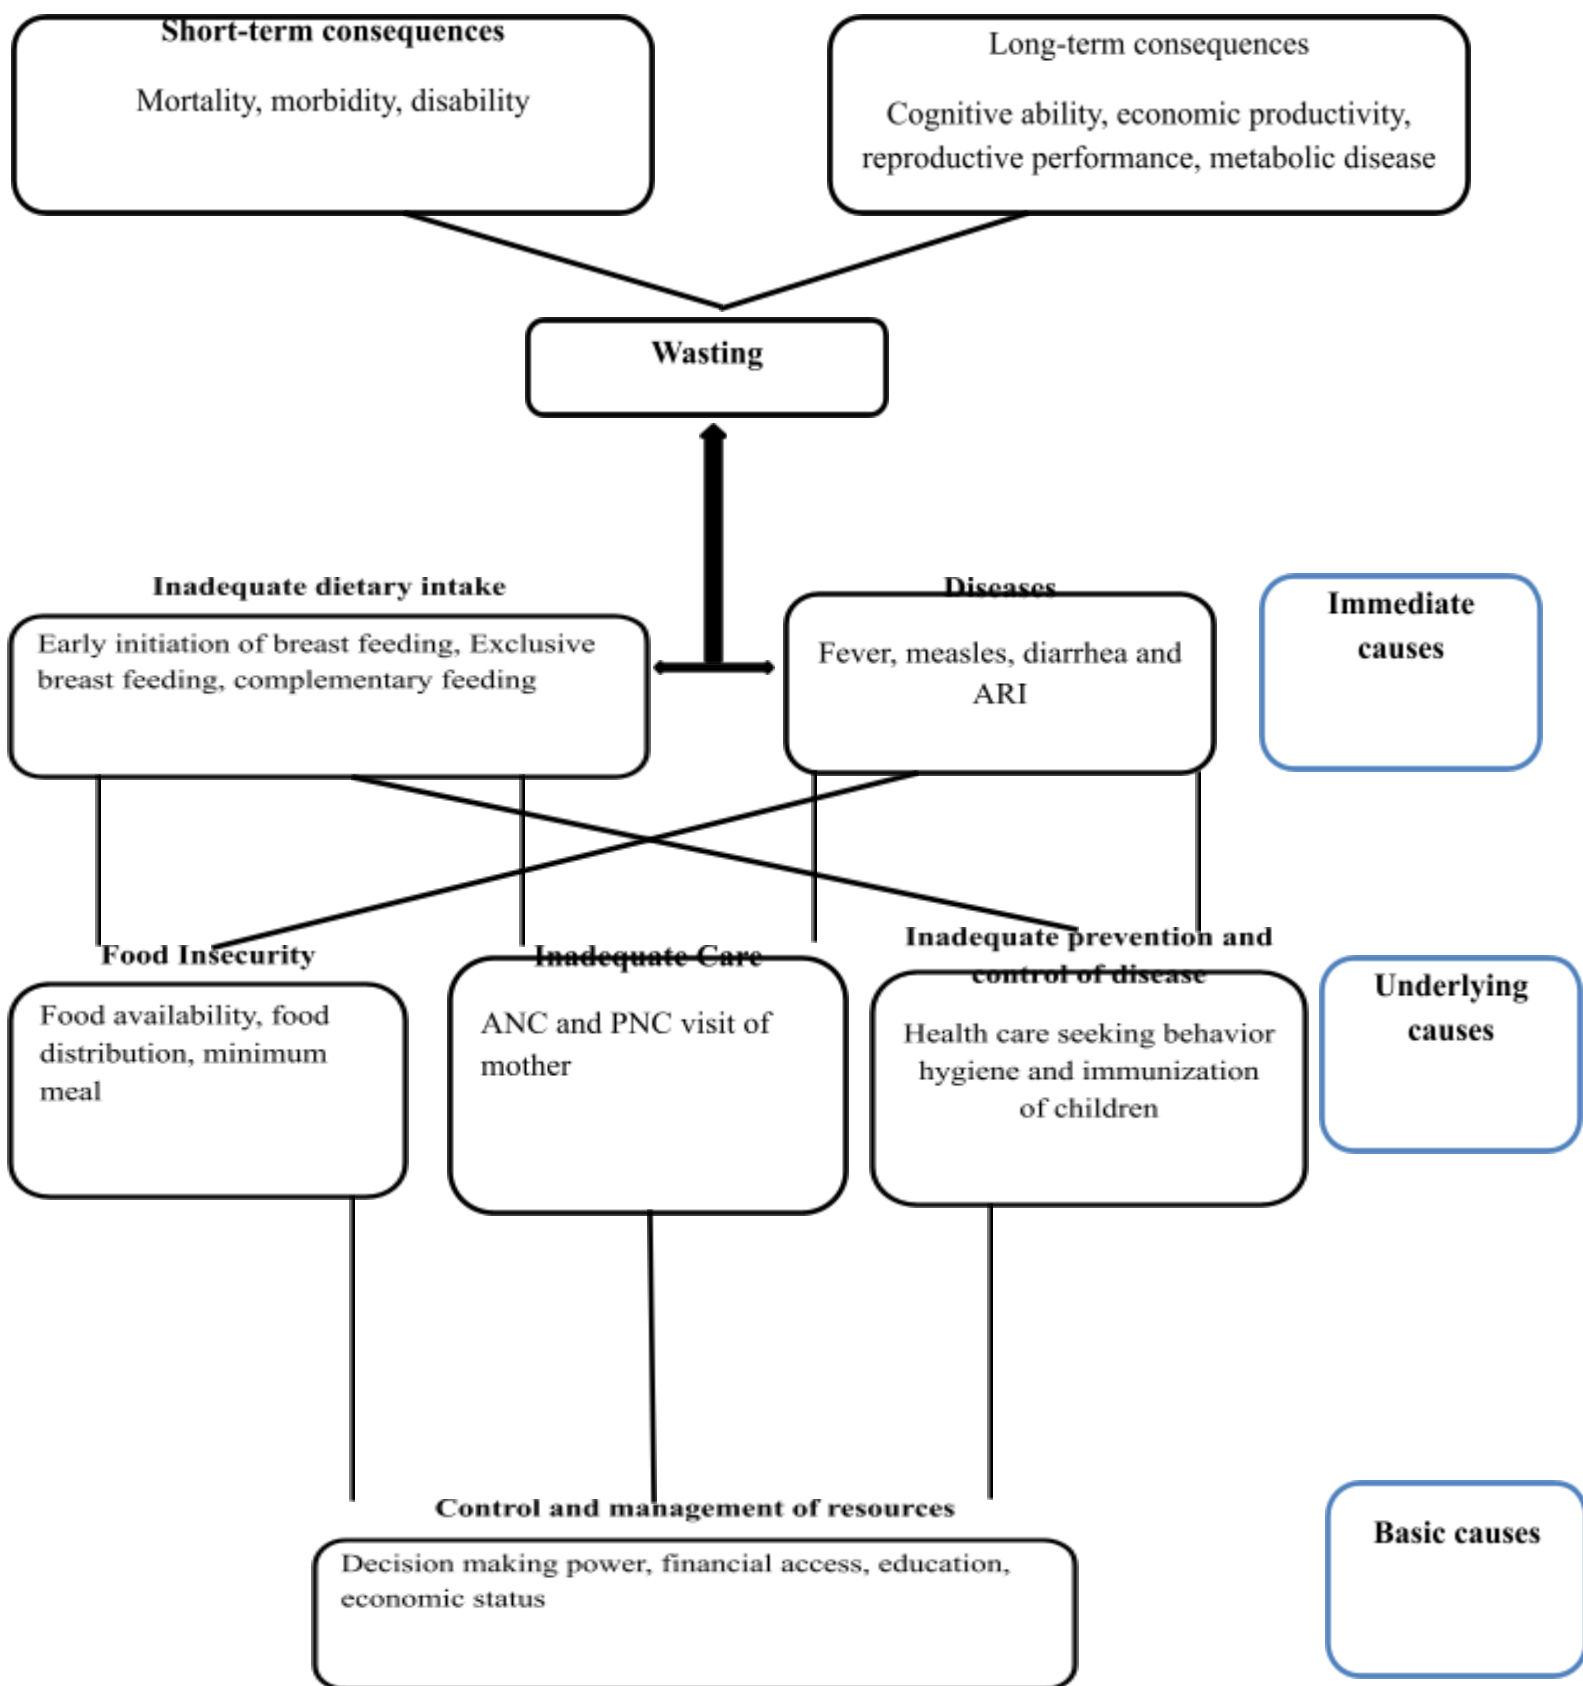 Short-term consequences
Mortality, morbidity, disability
Long-term consequences
Cognitive ability, economic productivity,
reproductive performance, metabolic disease
Wasting
Inadequate dietary intake
Early initiation of breast feeding, Exclusive
breast feeding, complementary feeding
Diseases
Fever, measles, diarrhea and
ARI
Immediate
causes
Food Insecurity
Food availability, food
distribution, minimum
meal
Inadequate Care
ANC and PNC visit of
mother
Inadequate prevention and
control of disease
Health care seeking behavior
hygiene and immunization
of children
Underlying
causes
Control and management of resources
Decision making power, financial access, education,
economic status
Basic causes